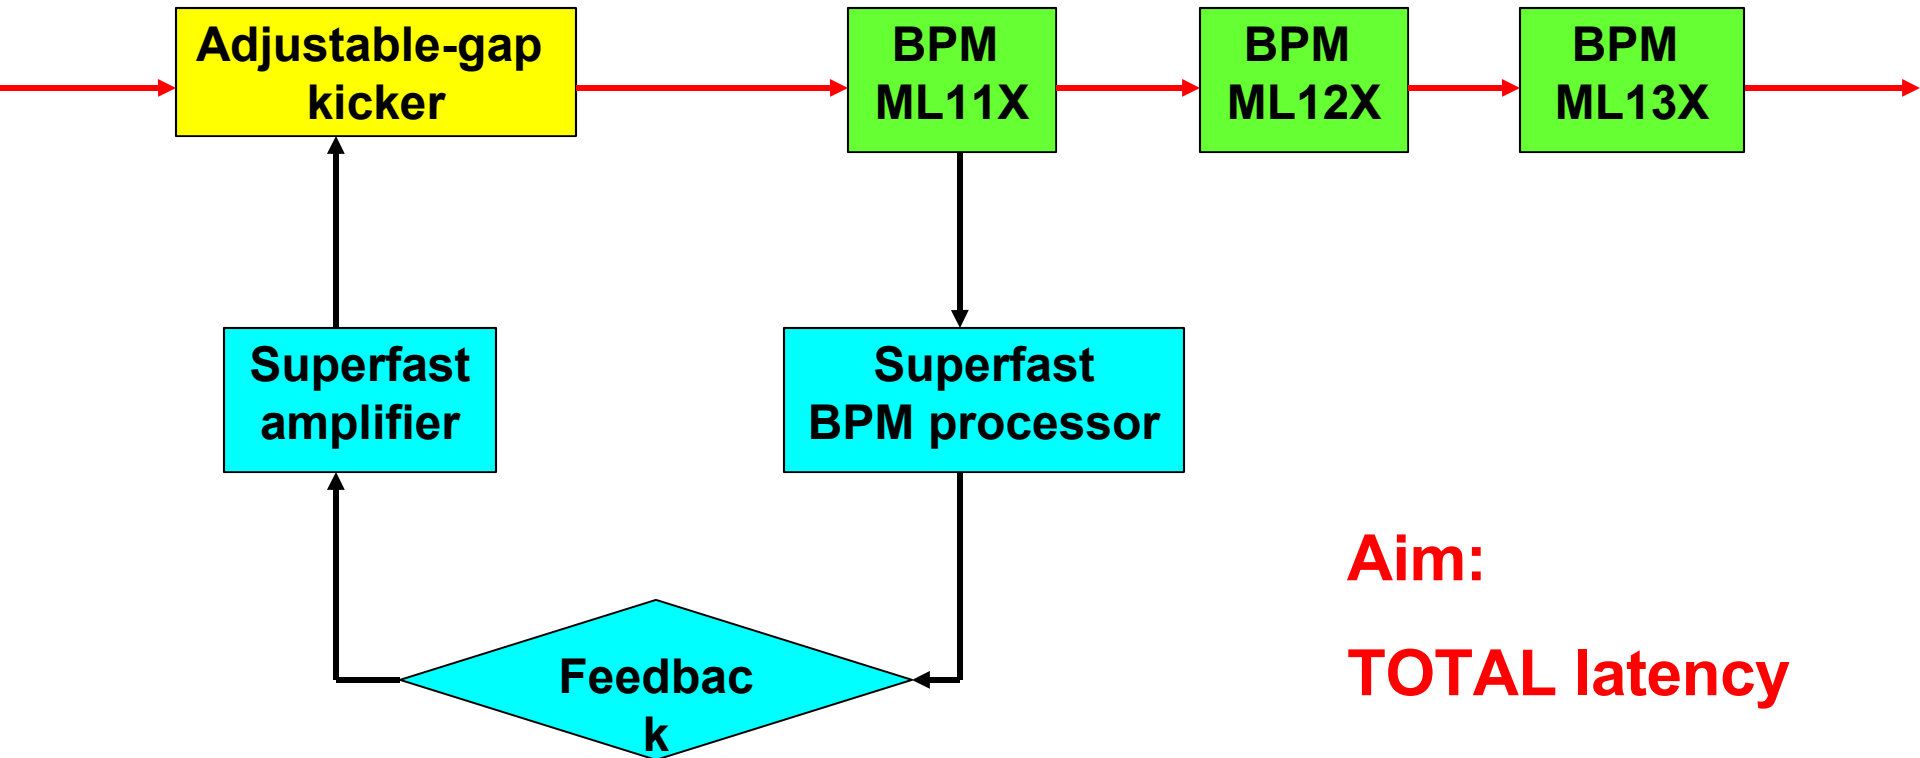 Adjustable-gap
kicker
BPM
ML11X
BPM
ML12X
BPM
ML13X
Superfast
amplifier
Superfast
BPM processor
Feedbac
k
Aim:
TOTAL latency